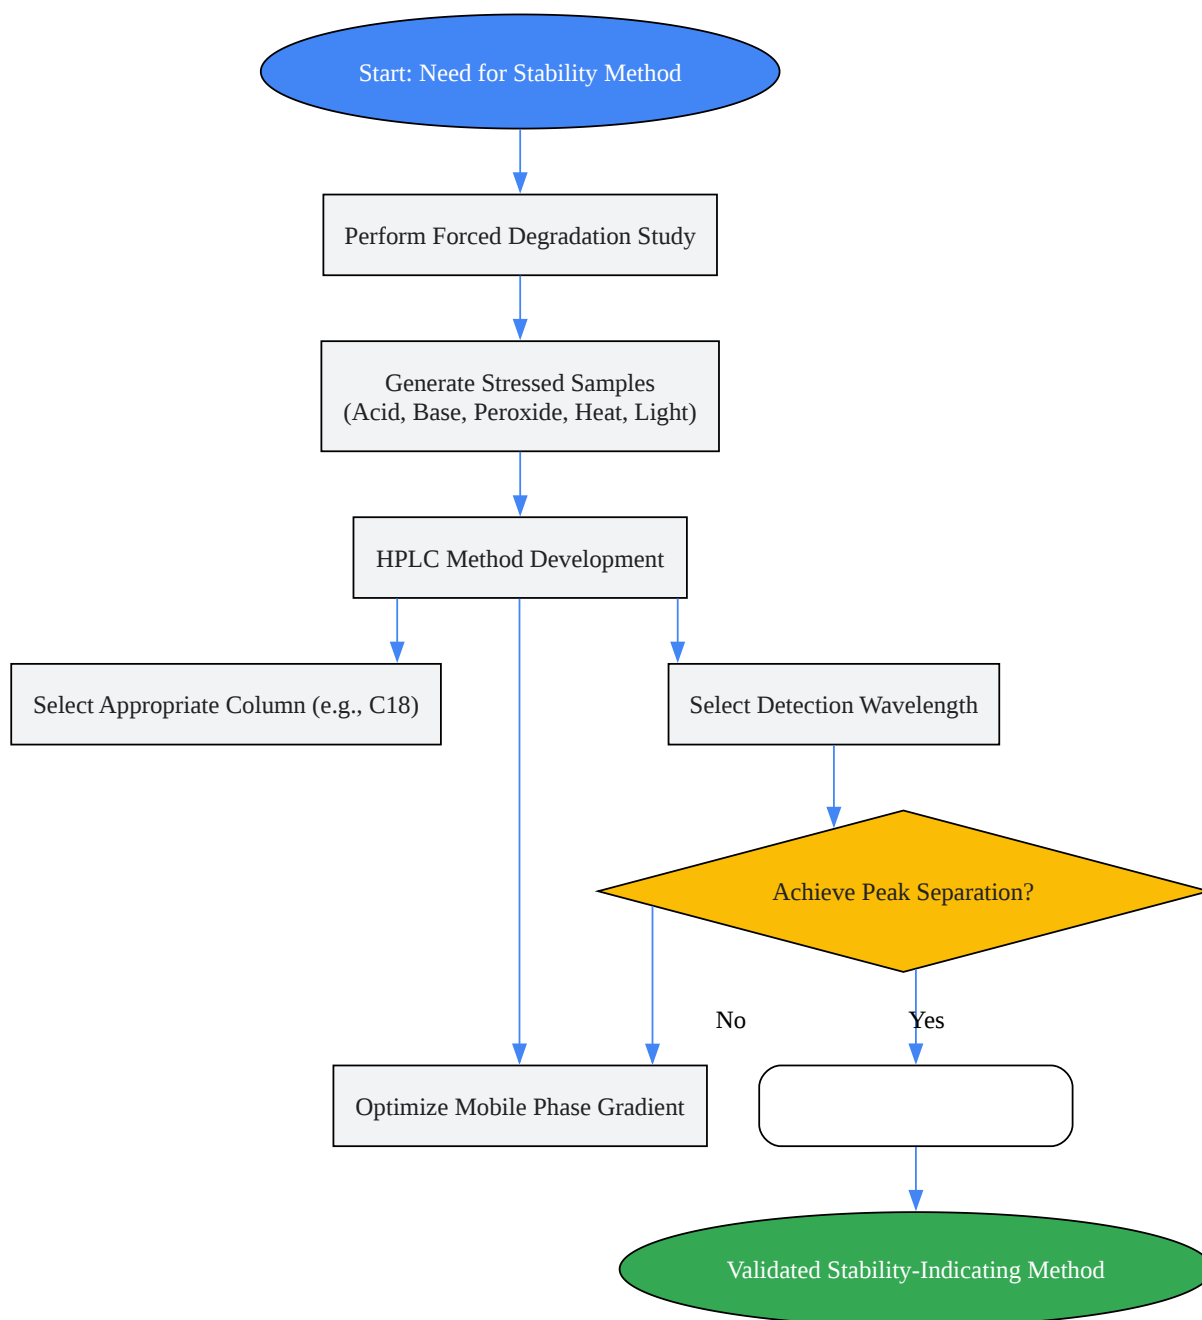 Start: Need for Stability Method
Perform Forced Degradation Study
Generate Stressed Samples
(Acid, Base, Peroxide, Heat, Light)
HPLC Method Development
Select Appropriate Column (e.g., C18)
Select Detection Wavelength
Achieve Peak Separation?
No
Yes
Optimize Mobile Phase Gradient
Validated Stability-Indicating Method